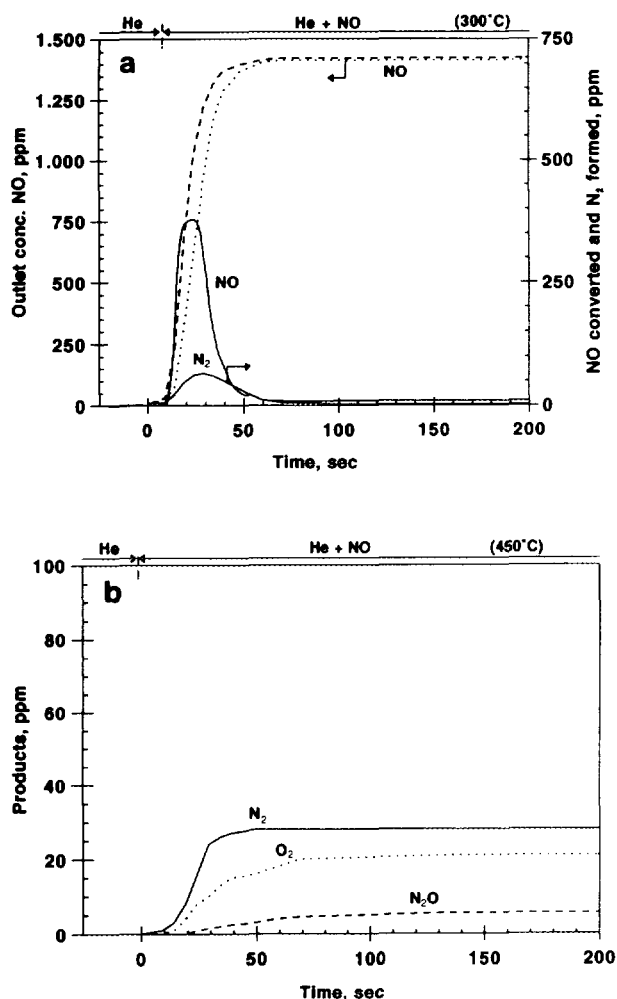 He
He + NO
(300°C)
a
1.500
1.250
1.000
750
500
250
0
Outlet conc. NO, ppm
750
500
250
0
NO converted and N₂ formed, ppm
NO
NO
N₂
0
50
100
150
200
Time, sec
He
He + NO
(450°C)
b
100
80
60
40
20
0
Products, ppm
N₂
O₂
N₂O
0
50
100
150
200
Time, sec